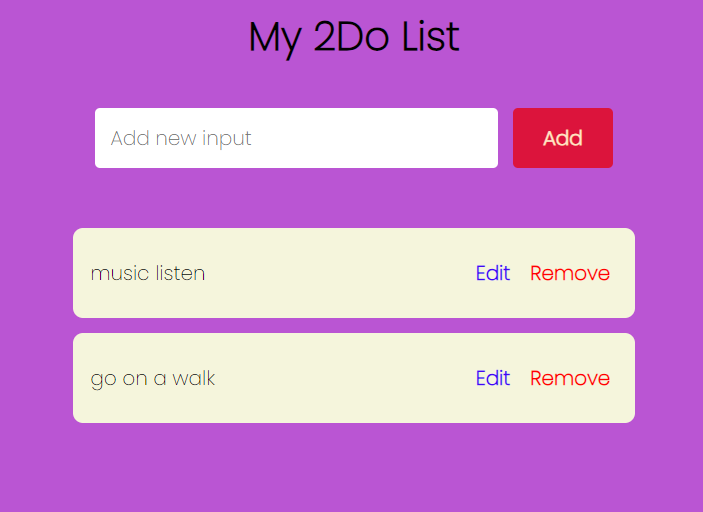 My 2Do List
Add new input Add
music listen Edit Remove
go on a walk Edit Remove